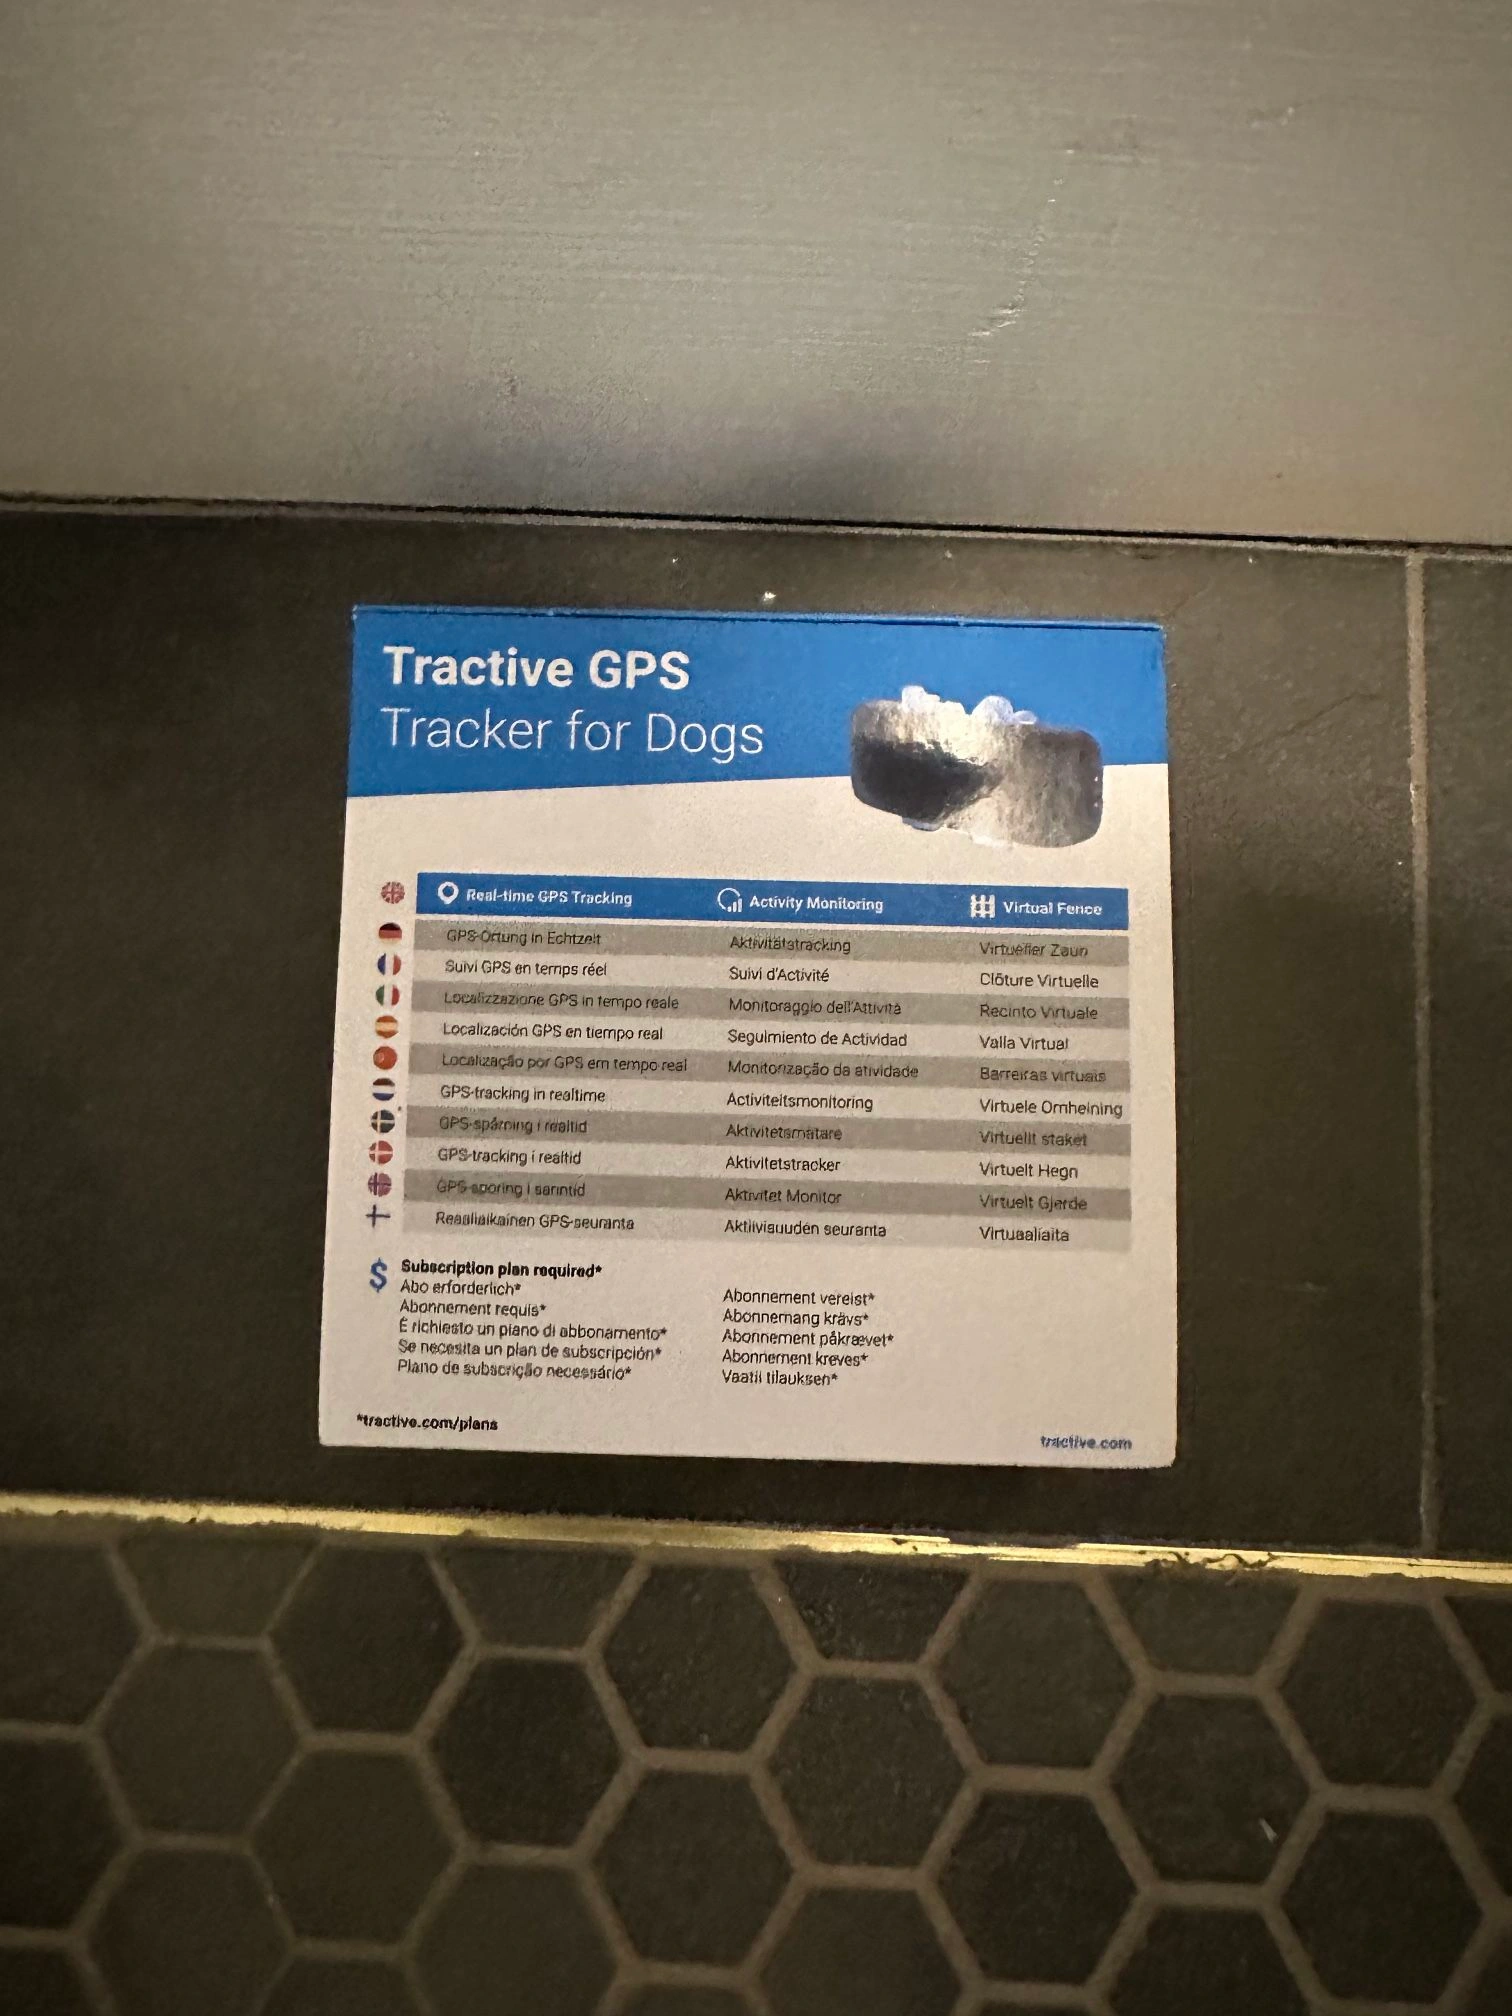 Tractive GPS
Tracker for Dogs
Real-time GPS Tracking Activity Monitoring Virtual Fence
GPS-Ortung in Echtzeit Aktivitätstracking Virtueller Zaun
Suivi GPS en temps réel Suivi d'Activité Clôture Virtuelle
Localizzazione GPS in tempo reale Monitoraggio dell'Attività Recinto Virtuale
Localización GPS en tiempo real Seguimiento de Actividad Valla Virtual
Localização por GPS em tempo real Monitorização da atividade Barreiras virtuais
GPS-tracking in realtime Activiteitsmonitoring Virtuele Omheining
GPS-spårning i realtid Aktivitetsmätare Virtuellt staket
GPS-tracking i realtid Aktivitetstracker Virtuelt Hegn
GPS sporing i sanntid Aktivitet Monitor Virtuelt Gjerde
Reaaliaikainen GPS-seuranta Aktiivisuuden seuranta Virtuaaliaita
$ Subscription plan required*
Abo erforderlich*
Abonnement requis*
È richiesto un piano di abbonamento*
Se necesita un plan de subscripción*
Plano de subscrição necessário*
Abonnement vereist*
Abonnemang krävs*
Abonnement påkrævet*
Abonnement kreves*
Vaatii tilauksen*
*tractive.com/plans
tractive.com